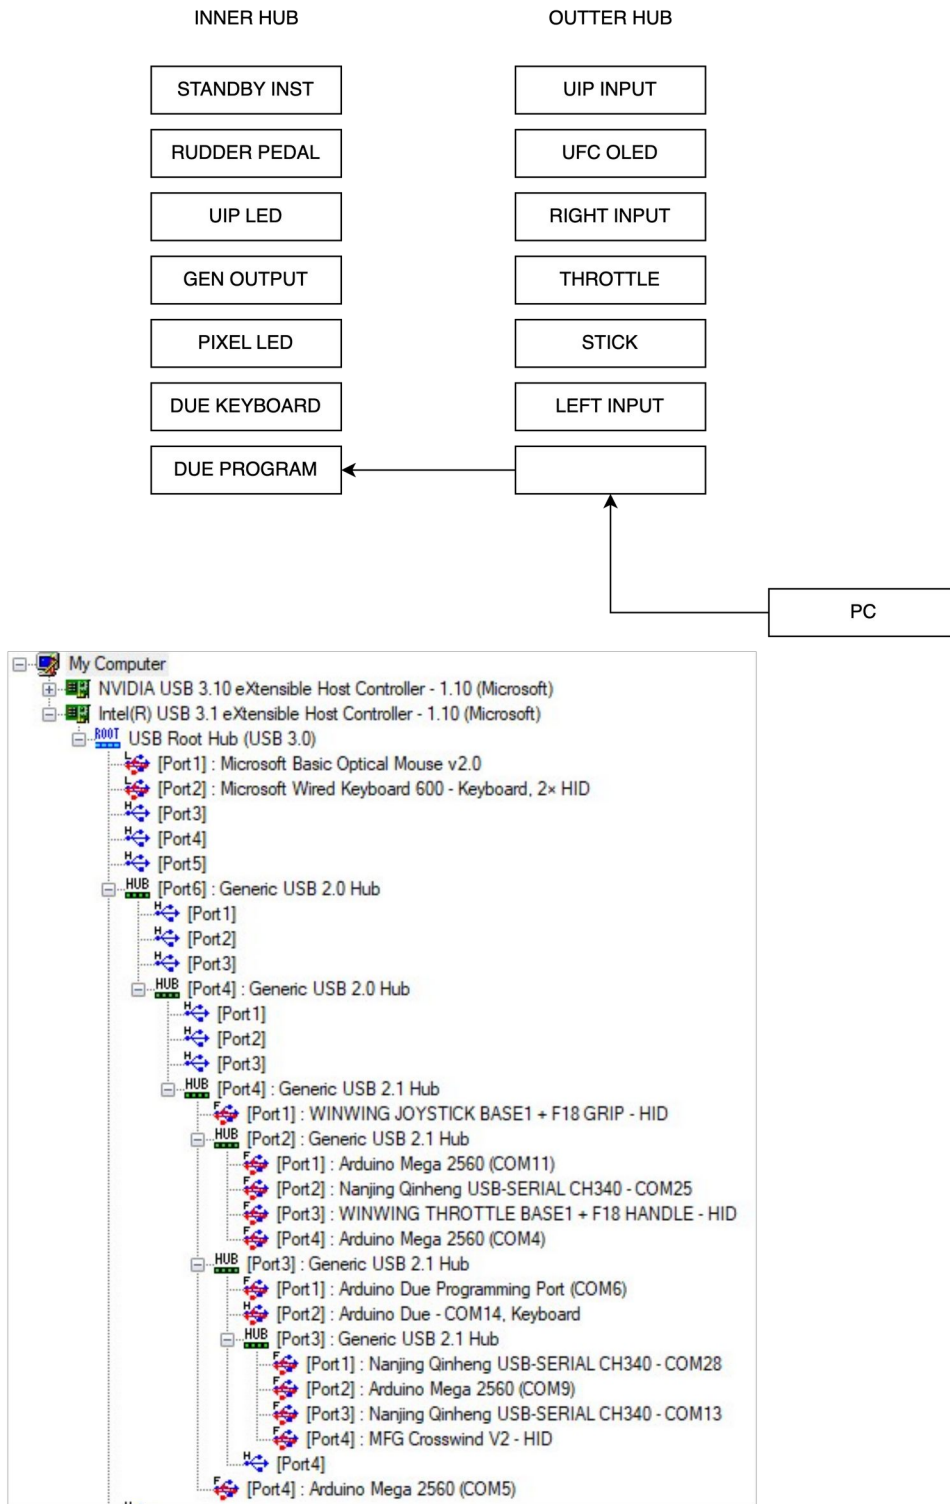 INNER HUB
OUTTER HUB
STANDBY INST
UIP INPUT
RUDDER PEDAL
UFC OLED
UIP LED
RIGHT INPUT
GEN OUTPUT
THROTTLE
PIXEL LED
STICK
DUE KEYBOARD
LEFT INPUT
DUE PROGRAM
PC
My Computer
NVIDIA USB 3.10 eXtensible Host Controller - 1.10 (Microsoft)
Intel(R) USB 3.1 eXtensible Host Controller - 1.10 (Microsoft)
ROOT USB Root Hub (USB 3.0)
L [Port1] : Microsoft Basic Optical Mouse v2.0
L [Port2] : Microsoft Wired Keyboard 600 - Keyboard, 2× HID
H [Port3]
H [Port4]
H [Port5]
HUB [Port6] : Generic USB 2.0 Hub
H [Port1]
H [Port2]
H [Port3]
HUB [Port4] : Generic USB 2.0 Hub
H [Port1]
H [Port2]
H [Port3]
HUB [Port4] : Generic USB 2.1 Hub
F [Port1] : WINWING JOYSTICK BASE1 + F18 GRIP - HID
HUB [Port2] : Generic USB 2.1 Hub
F [Port1] : Arduino Mega 2560 (COM11)
F [Port2] : Nanjing Qinheng USB-SERIAL CH340 - COM25
F [Port3] : WINWING THROTTLE BASE1 + F18 HANDLE - HID
F [Port4] : Arduino Mega 2560 (COM4)
HUB [Port3] : Generic USB 2.1 Hub
F [Port1] : Arduino Due Programming Port (COM6)
H [Port2] : Arduino Due - COM14, Keyboard
HUB [Port3] : Generic USB 2.1 Hub
F [Port1] : Nanjing Qinheng USB-SERIAL CH340 - COM28
F [Port2] : Arduino Mega 2560 (COM9)
F [Port3] : Nanjing Qinheng USB-SERIAL CH340 - COM13
F [Port4] : MFG Crosswind V2 - HID
H [Port4]
F [Port4] : Arduino Mega 2560 (COM5)